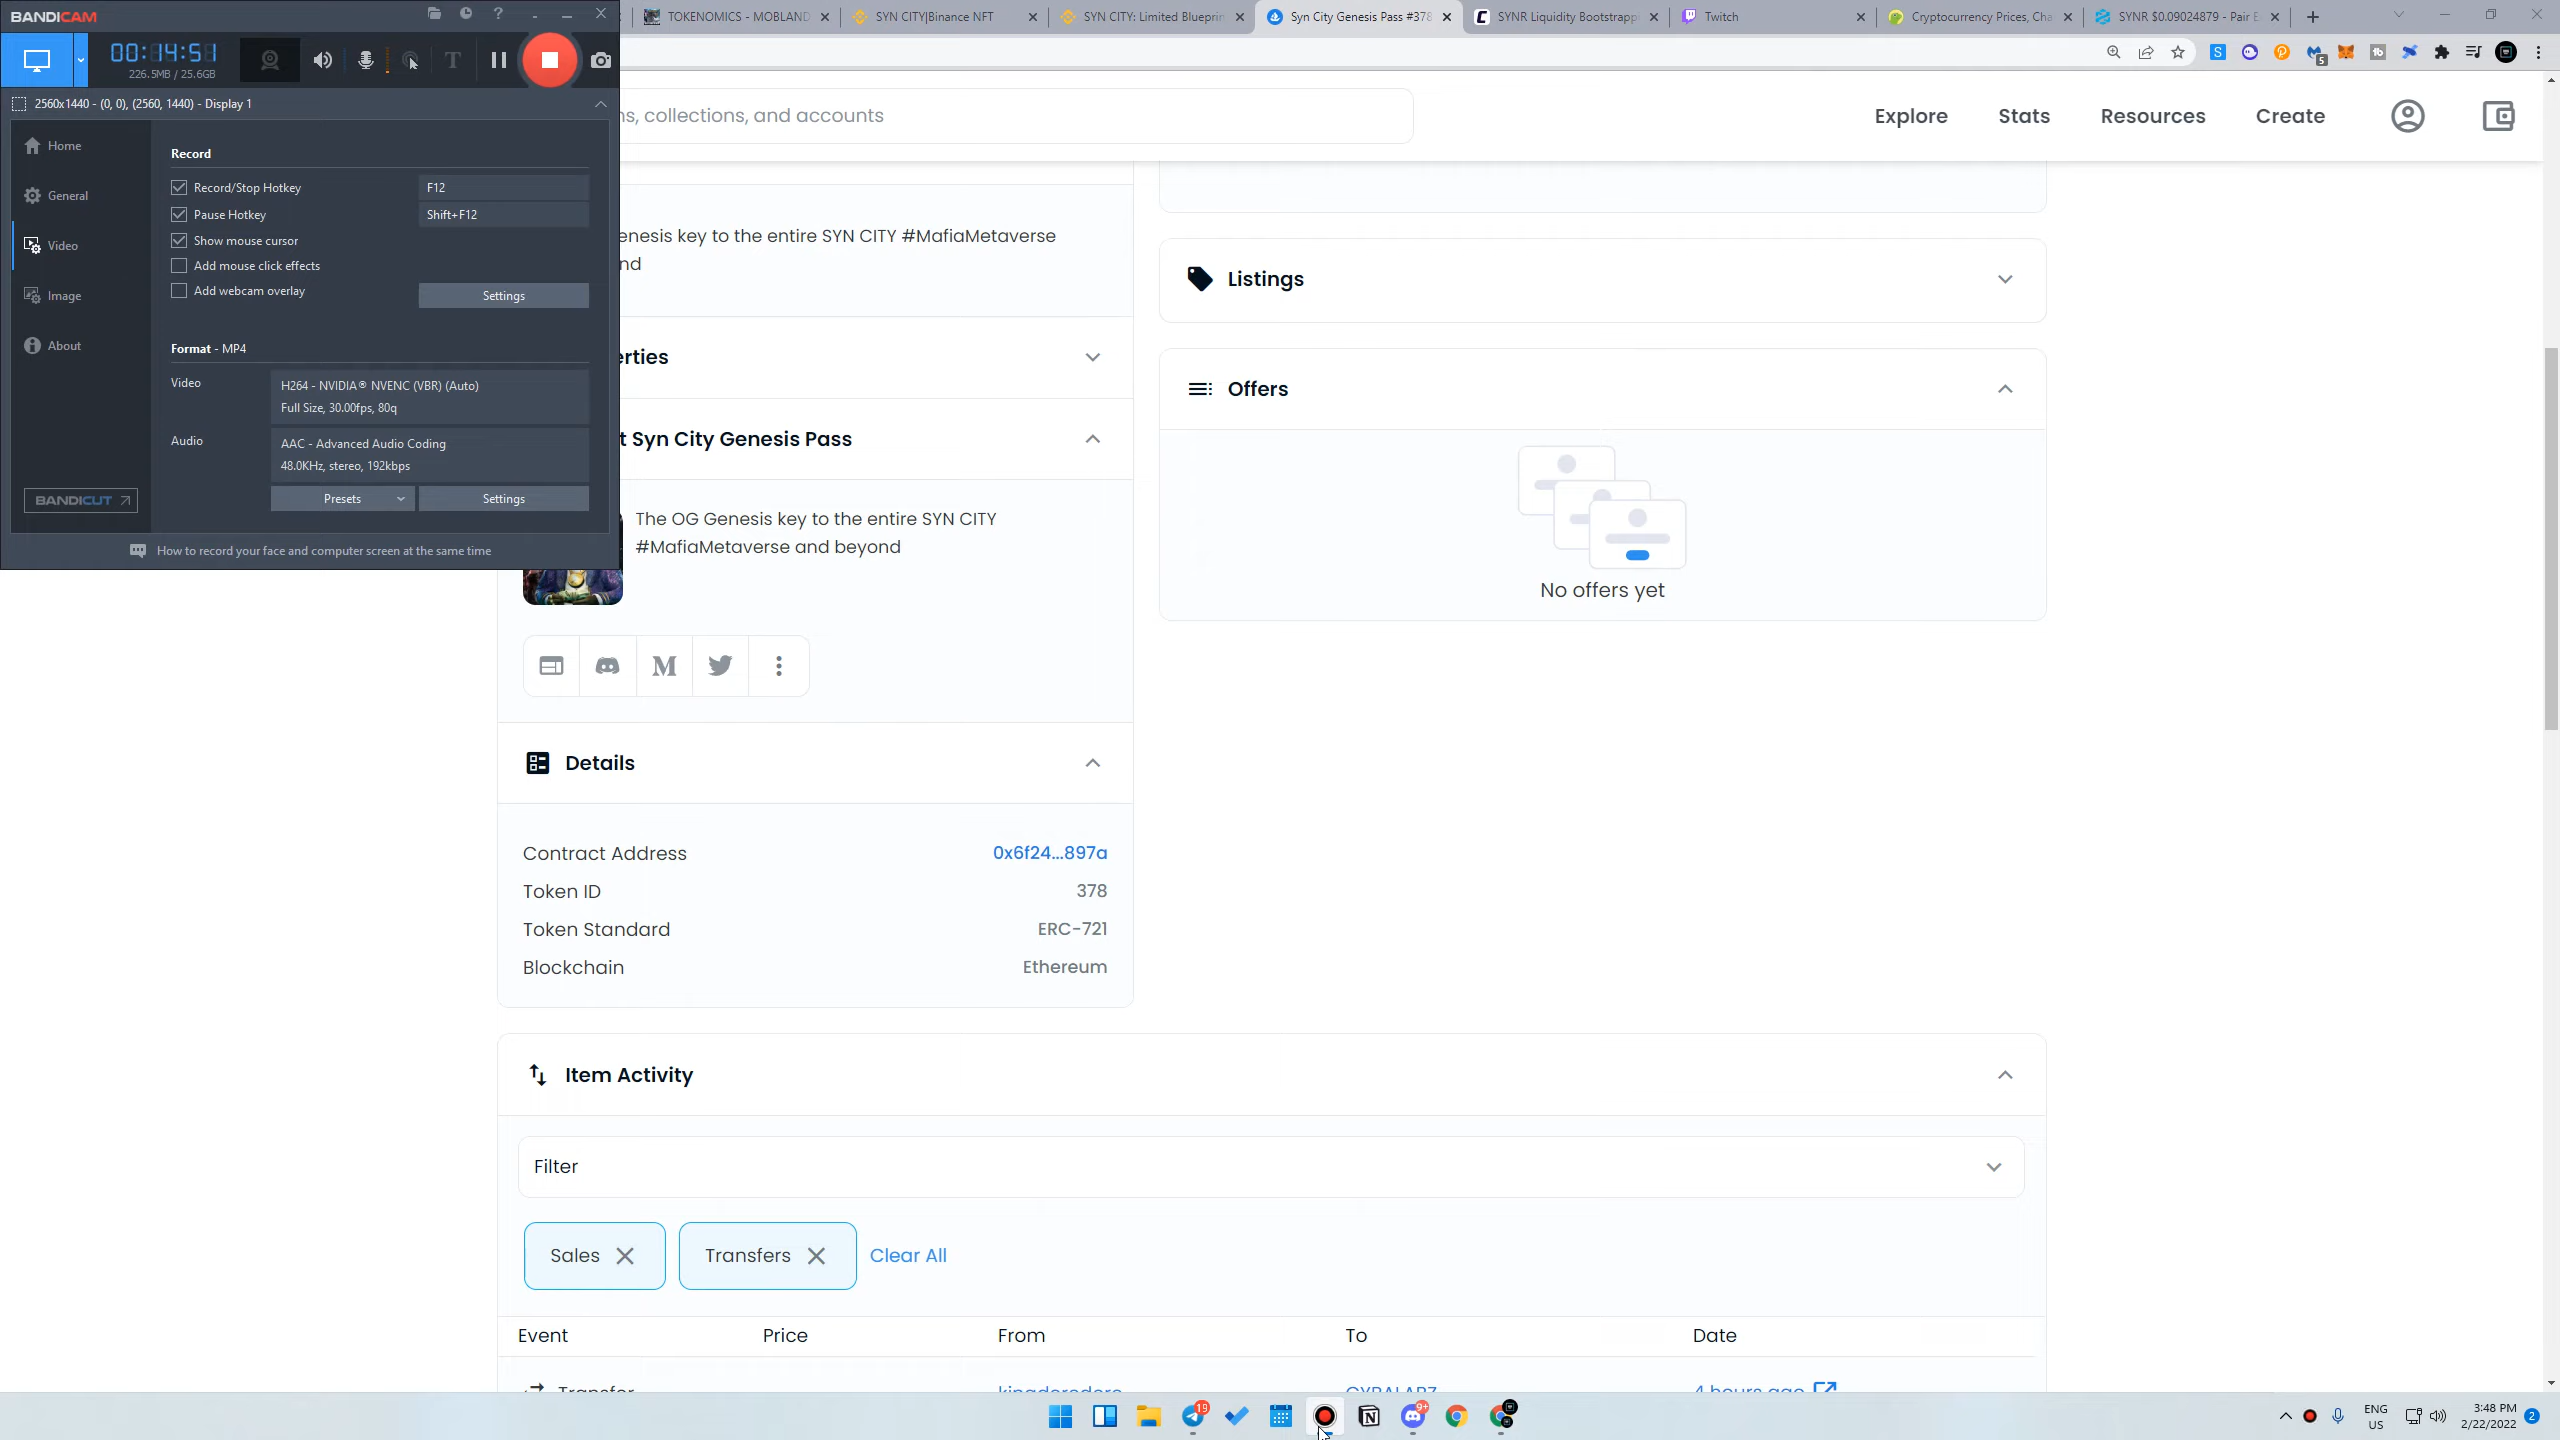 BANDICAM
00:14:51
226.5MB / 25.6GB
2560x1440 - (0, 0), (2560, 1440) - Display 1
Home
General
Video
Image
About
BANDICUT
Record
Record/Stop Hotkey F12
Pause Hotkey Shift+F12
Show mouse cursor
Add mouse click effects
Add webcam overlay Settings
Format - MP4
Video H264 - NVIDIA® NVENC (VBR) (Auto)
Full Size, 30.00fps, 80q
Audio AAC - Advanced Audio Coding
48.0KHz, stereo, 192kbps
Presets Settings
How to record your face and computer screen at the same time
TOKENOMICS - MOBLAND
SYN CITY|Binance NFT
SYN CITY: Limited Blueprin
Syn City Genesis Pass #378
SYNR Liquidity Bootstrapp
Twitch
Cryptocurrency Prices, Cha
SYNR $0.09024879 - Pair E
5
ns, collections, and accounts
Explore Stats Resources Create
enesis key to the entire SYN CITY #MafiaMetaverse
nd
erties
t Syn City Genesis Pass
The OG Genesis key to the entire SYN CITY
#MafiaMetaverse and beyond
Details
Contract Address 0x6f24...897a
Token ID 378
Token Standard ERC-721
Blockchain Ethereum
Listings
Offers
No offers yet
Item Activity
Filter
Sales Transfers Clear All
Event Price From To Date
Transfer kingdorodoro CYBALABZ 4 hours ago
19
9+
ENG
US
3:48 PM
2/22/2022
2